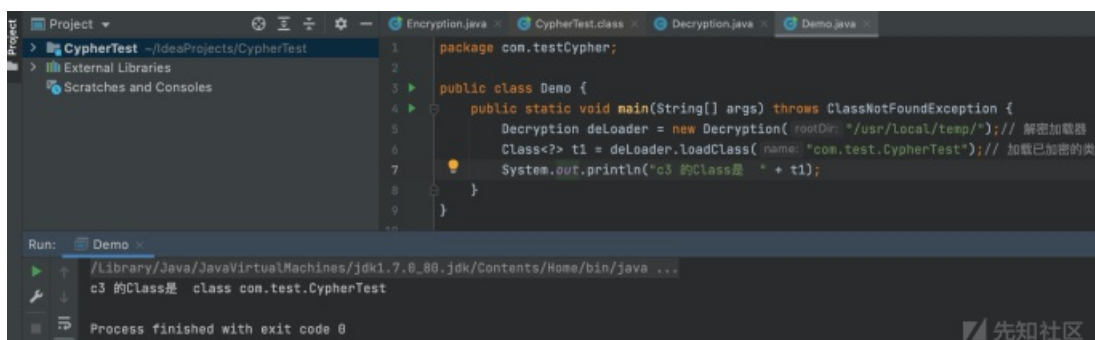 Project
Encryption.java
CypherTest.class
Decryption.java
Demo.java
Project
CypherTest ~/IdeaProjects/CypherTest
External Libraries
Scratches and Consoles
1 package com.testCypher;
2
3 public class Demo {
4 public static void main(String[] args) throws ClassNotFoundException {
5 Decryption deLoader = new Decryption( rootDir: "/usr/local/temp/");// 解密加载器
6 Class<?> t1 = deLoader.loadClass( name: "com.test.CypherTest");// 加载已加密的类
7 System.out.println("c3 的Class是  " + t1);
8 }
9 }
10
Run: Demo
/Library/Java/JavaVirtualMachines/jdk1.7.0_80.jdk/Contents/Home/bin/java ...
c3 的Class是  class com.test.CypherTest
Process finished with exit code 0
先知社区